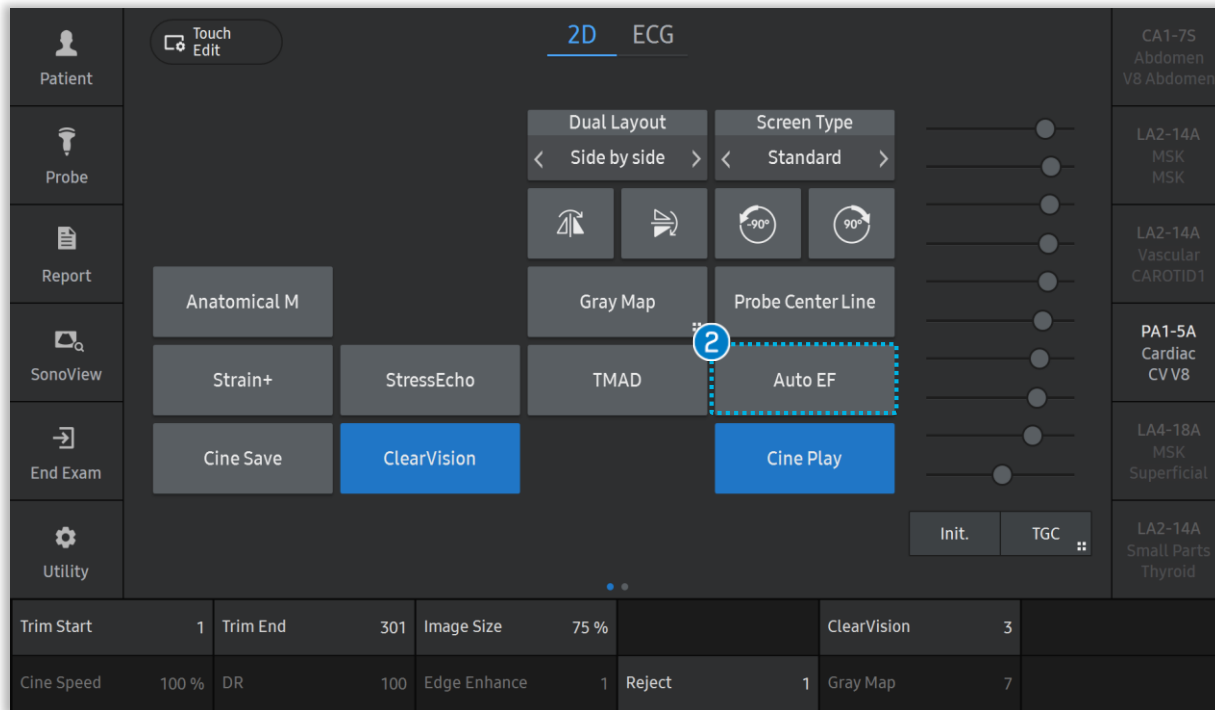 Patient
Probe
Report
SonoView
End Exam
Utility
Touch
Edit
2D ECG
Dual Layout
Side by side
Screen Type
Standard
-90°
90°
Anatomical M
Gray Map
Probe Center Line
2
Strain+
StressEcho
TMAD
Auto EF
Cine Save
ClearVision
Cine Play
Init.
TGC
CA1-7S
Abdomen
V8 Abdomen
LA2-14A
MSK
MSK
LA2-14A
Vascular
CAROTID1
PA1-5A
Cardiac
CV V8
LA4-18A
MSK
Superficial
LA2-14A
Small Parts
Thyroid
Trim Start 1
Trim End 301
Image Size 75 %
ClearVision 3
Cine Speed 100 %
DR 100
Edge Enhance 1
Reject 1
Gray Map 7